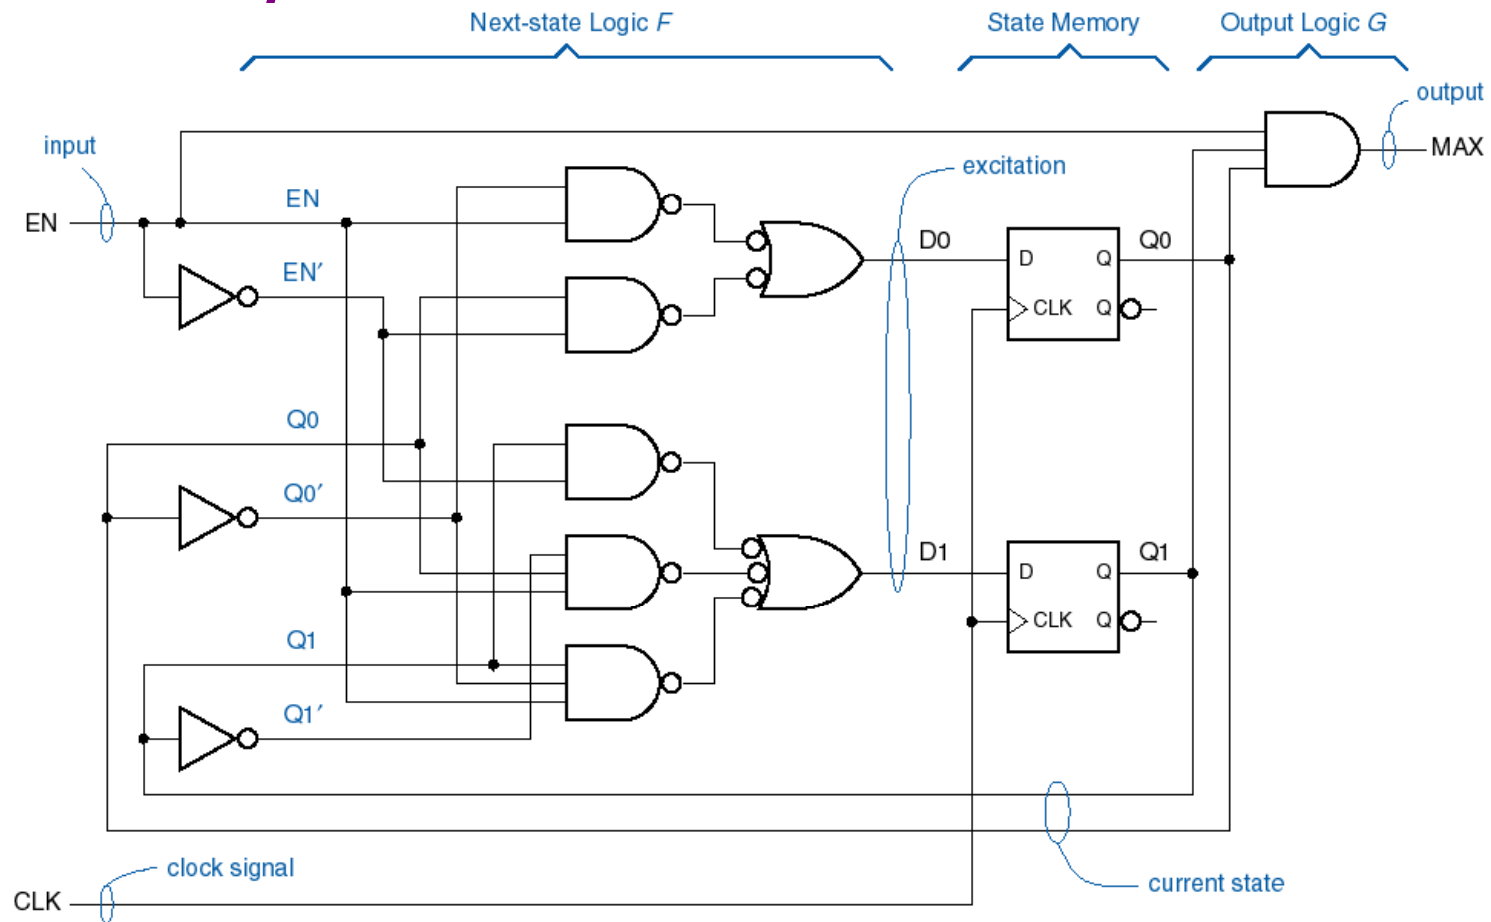 Next-state Logic F
State Memory
Output Logic G
output
input
MAX
excitation
EN
EN
D0
Q0
EN′
D
Q
CLK
Q
Q0
Q0′
D1
Q1
D
Q
CLK
Q
Q1
Q1′
clock signal
current state
CLK